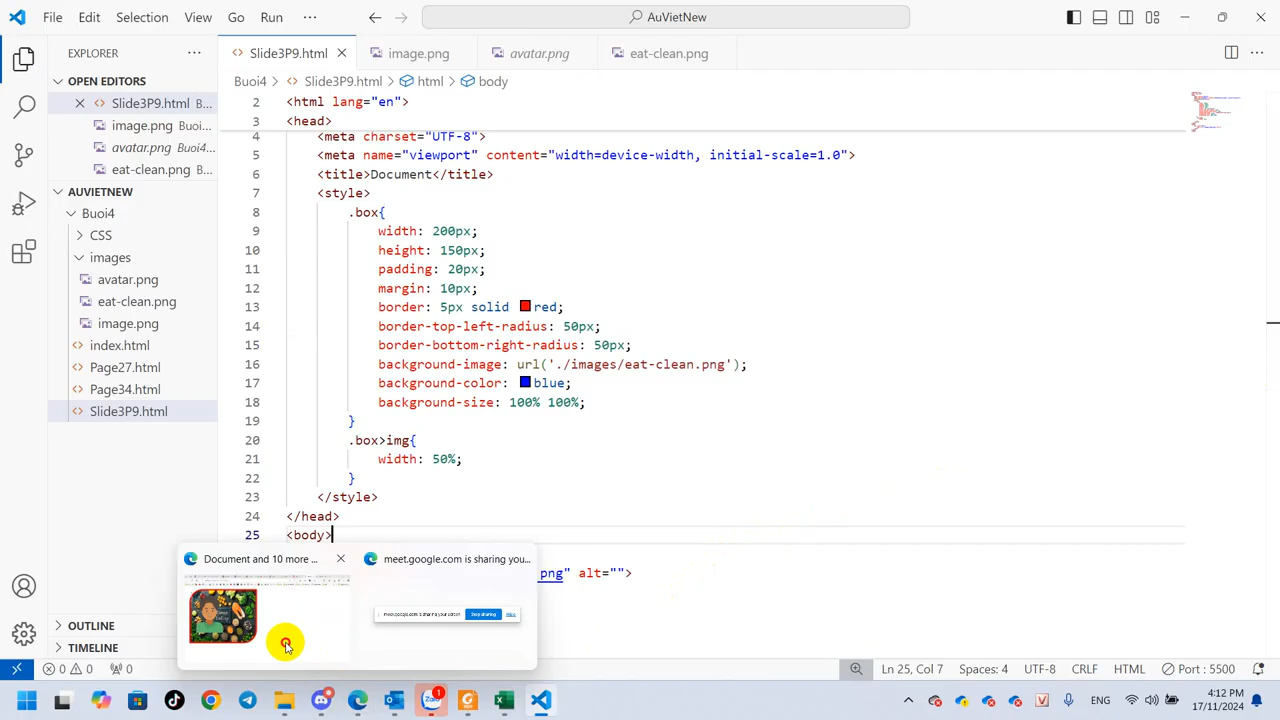 File Edit Selection View Go Run ··· AuVietNew
EXPLORER ···
OPEN EDITORS
Slide3P9.html B...
image.png Buoi...
avatar.png Buoi4...
eat-clean.png B...
AUVIETNEW
Buoi4
CSS
images
avatar.png
eat-clean.png
image.png
index.html
Page27.html
Page34.html
Slide3P9.html
OUTLINE
TIMELINE
Slide3P9.html image.png avatar.png eat-clean.png
Buoi4 > Slide3P9.html > html > body
2 <html lang="en">
3 <head>
4 <meta charset="UTF-8">
5 <meta name="viewport" content="width=device-width, initial-scale=1.0">
6 <title>Document</title>
7 <style>
8 .box{
9 width: 200px;
10 height: 150px;
11 padding: 20px;
12 margin: 10px;
13 border: 5px solid red;
14 border-top-left-radius: 50px;
15 border-bottom-right-radius: 50px;
16 background-image: url('./images/eat-clean.png');
17 background-color: blue;
18 background-size: 100% 100%;
19 }
20 .box>img{
21 width: 50%;
22 }
23 </style>
24 </head>
25 <body>
png" alt="">
Document and 10 more ...
meet.google.com is sharing you...
Stop sharing Hide
0 0 0 Ln 25, Col 7 Spaces: 4 UTF-8 CRLF HTML Port : 5500
Zalo 1 ENG 4:12 PM
17/11/2024